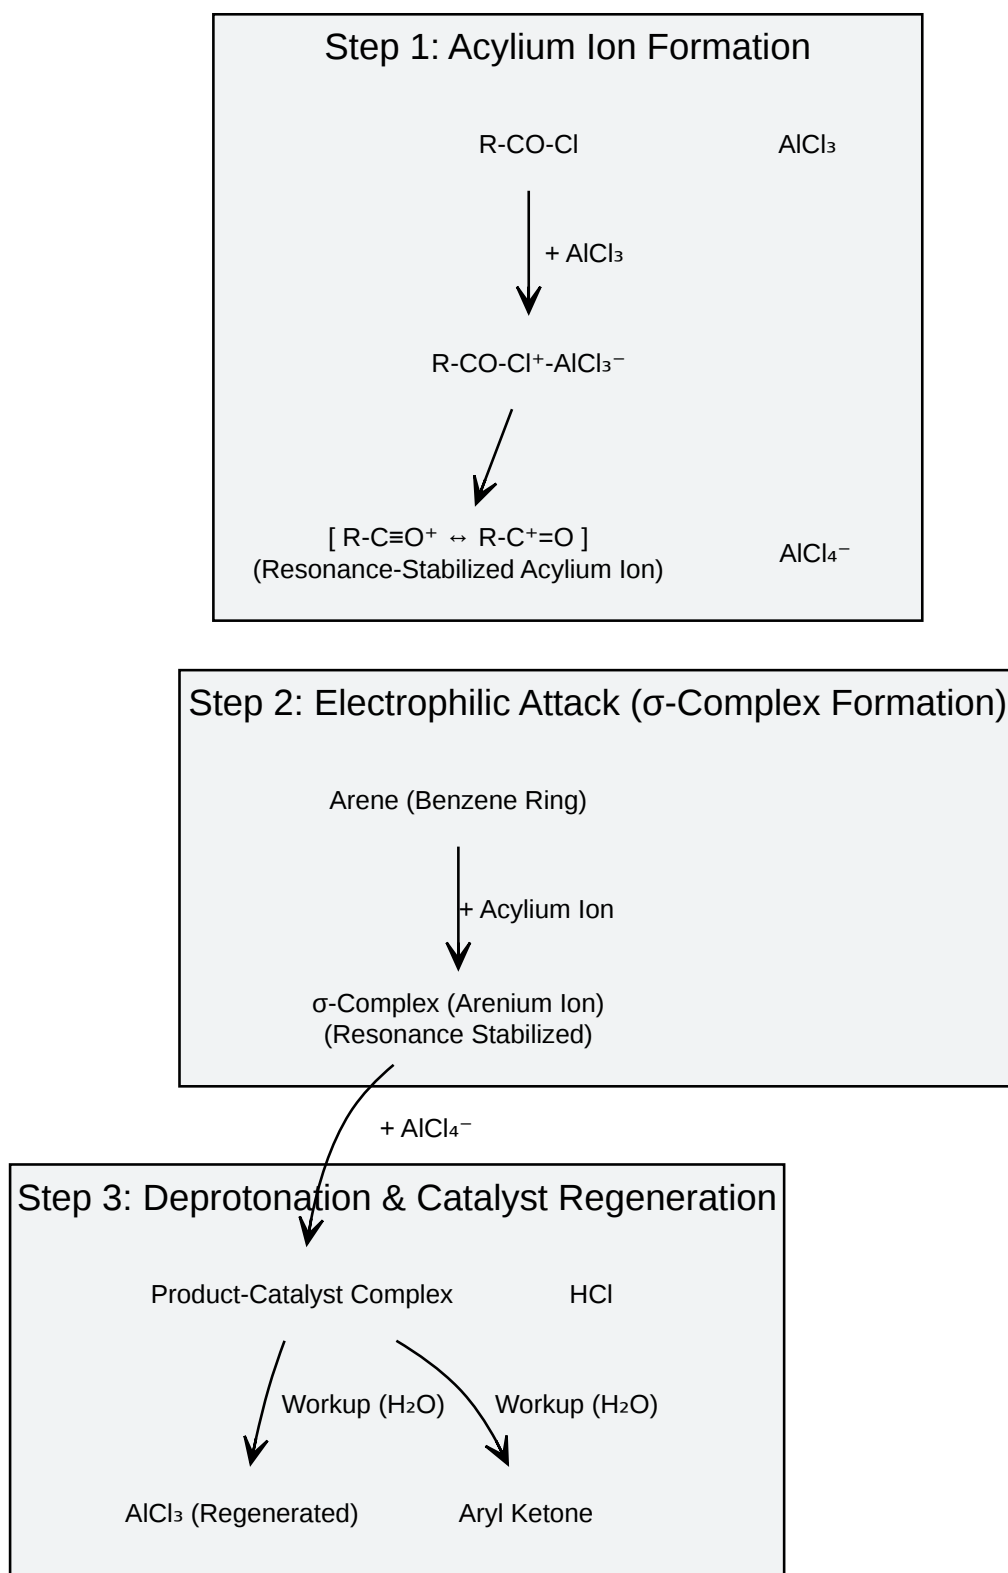 Step 1: Acylium Ion Formation
R-CO-Cl
AlCl₃
+ AlCl₃
R-CO-Cl⁺-AlCl₃⁻
[ R-C≡O⁺ ↔ R-C⁺=O ]
(Resonance-Stabilized Acylium Ion)
AlCl₄⁻
Step 2: Electrophilic Attack (σ-Complex Formation)
Arene (Benzene Ring)
+ Acylium Ion
σ-Complex (Arenium Ion)
(Resonance Stabilized)
+ AlCl₄⁻
Step 3: Deprotonation & Catalyst Regeneration
Product-Catalyst Complex
HCl
Workup (H₂O)
Workup (H₂O)
AlCl₃ (Regenerated)
Aryl Ketone